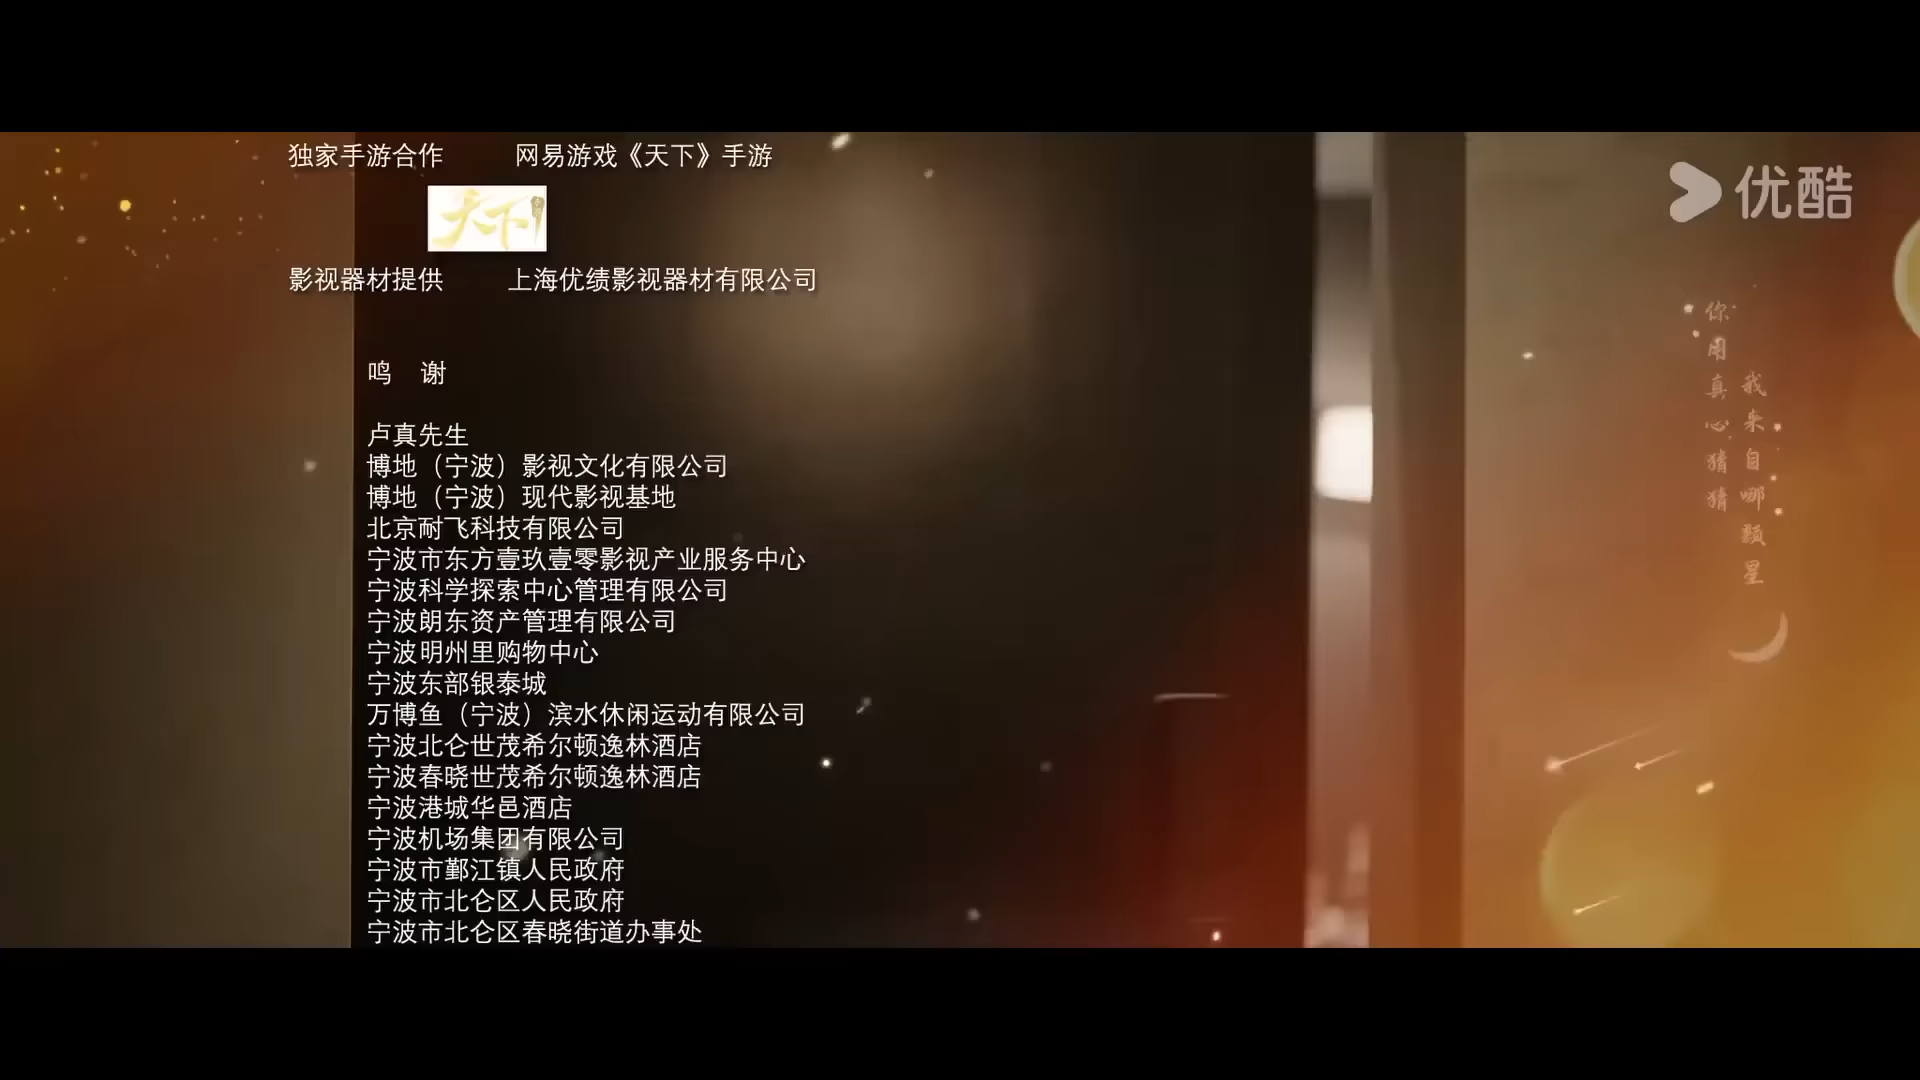 独家手游合作 网易游戏《天下》手游
天下
影视器材提供 上海优绩影视器材有限公司
鸣 谢
卢真先生
博地（宁波）影视文化有限公司
博地（宁波）现代影视基地
北京耐飞科技有限公司
宁波市东方壹玖壹零影视产业服务中心
宁波科学探索中心管理有限公司
宁波朗东资产管理有限公司
宁波明州里购物中心
宁波东部银泰城
万博鱼（宁波）滨水休闲运动有限公司
宁波北仑世茂希尔顿逸林酒店
宁波春晓世茂希尔顿逸林酒店
宁波港城华邑酒店
宁波机场集团有限公司
宁波市鄞江镇人民政府
宁波市北仑区人民政府
宁波市北仑区春晓街道办事处
优酷
你用真心猜猜
我来自哪颗星